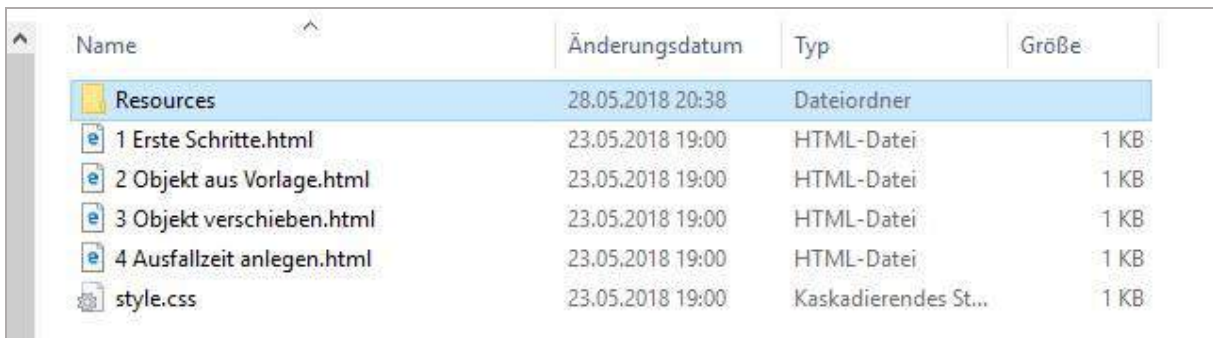 Name Änderungsdatum Typ Größe
Resources 28.05.2018 20:38 Dateiordner
1 Erste Schritte.html 23.05.2018 19:00 HTML-Datei 1 KB
2 Objekt aus Vorlage.html 23.05.2018 19:00 HTML-Datei 1 KB
3 Objekt verschieben.html 23.05.2018 19:00 HTML-Datei 1 KB
4 Ausfallzeit anlegen.html 23.05.2018 19:00 HTML-Datei 1 KB
style.css 23.05.2018 19:00 Kaskadierendes St... 1 KB